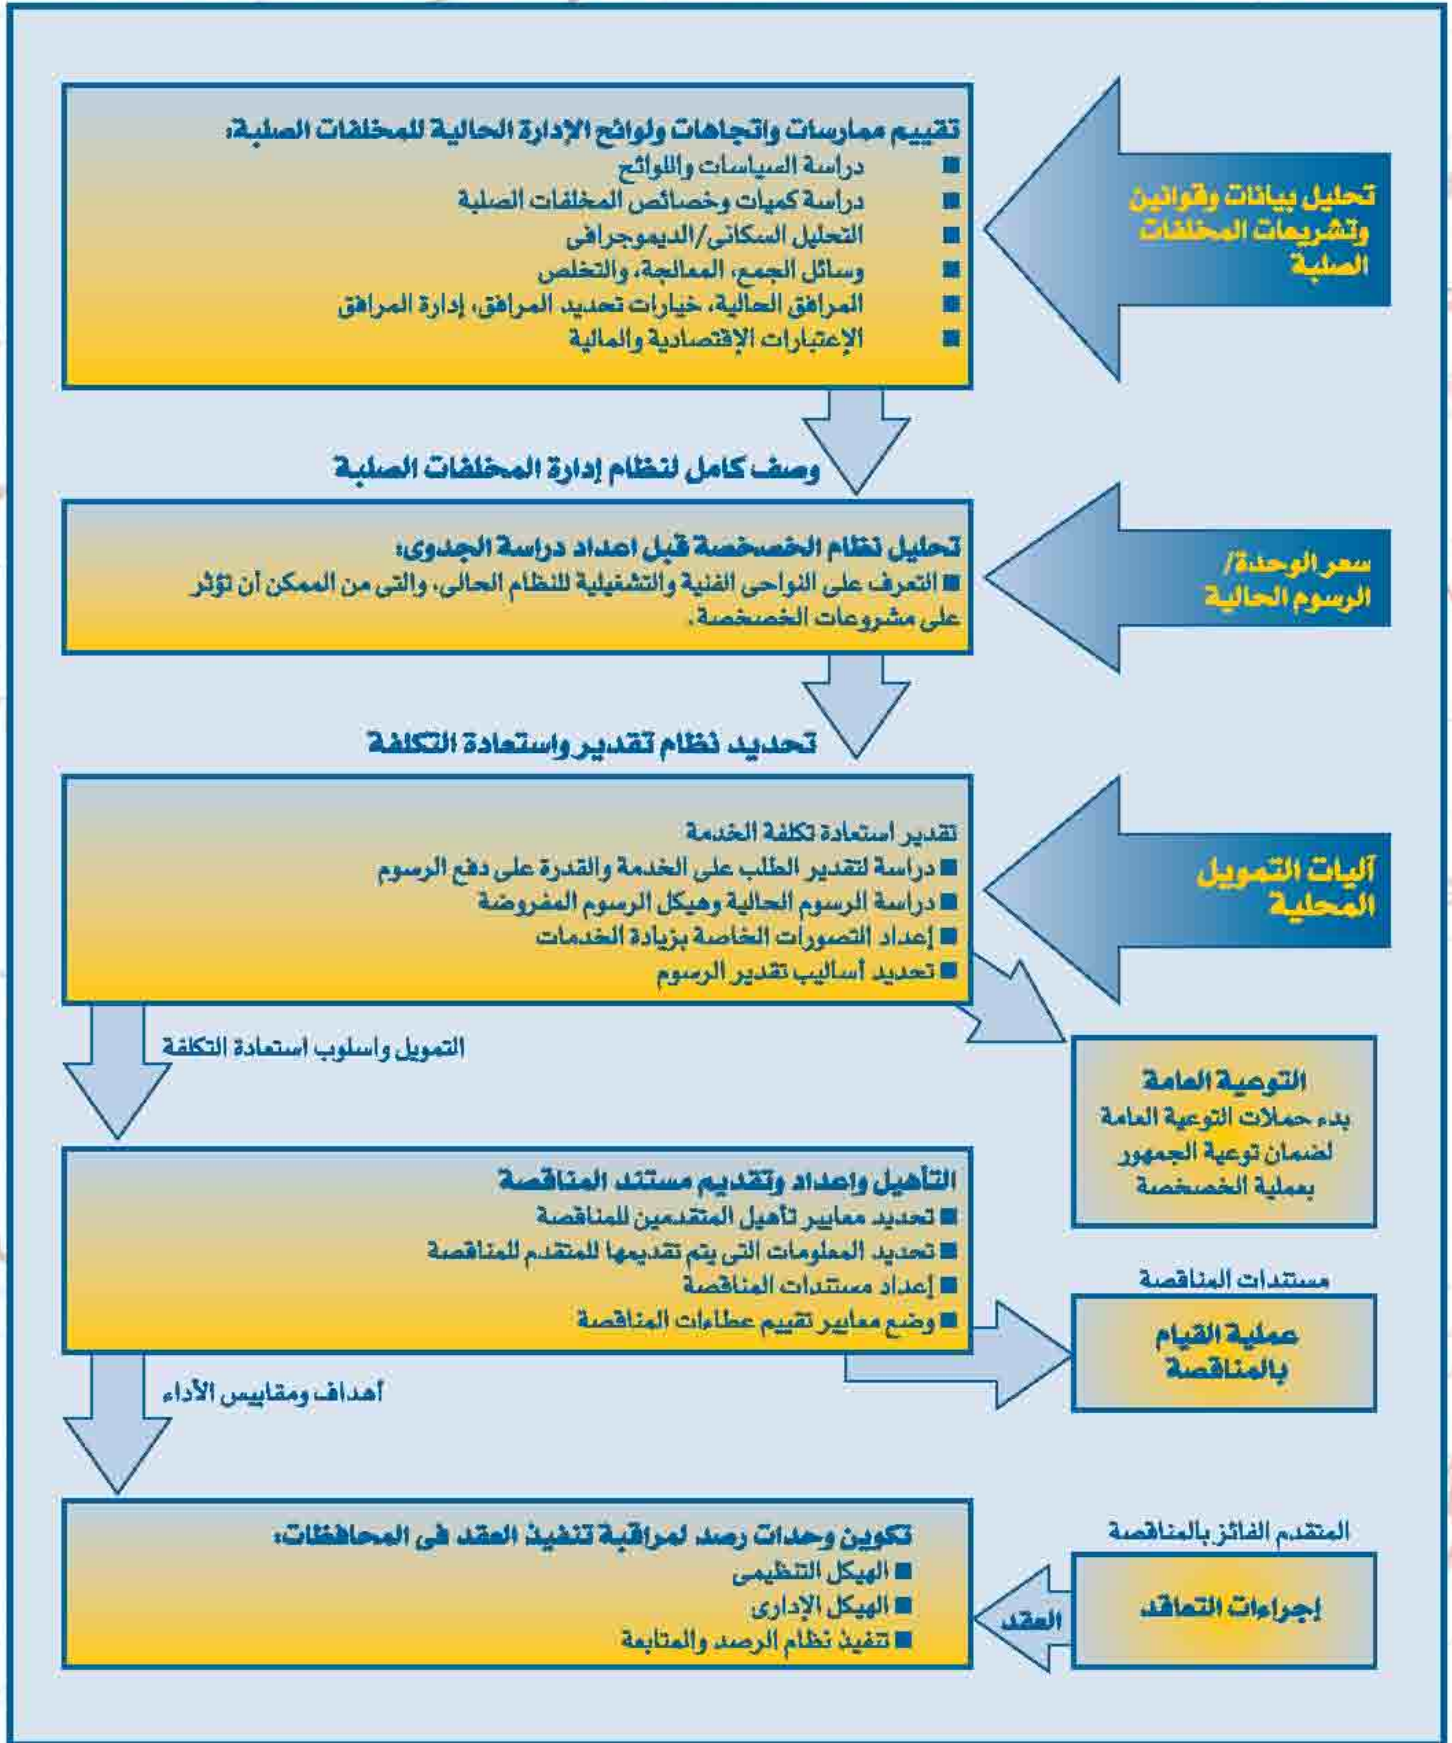 تقييم ممارسات واتجاهات ولوائح الإدارة الحالية للمخلفات الصلبة:
■ دراسة السياسات واللوائح
■ دراسة كميات وخصائص المخلفات الصلبة
■ التحليل السكانى/الديموجرافى
■ وسائل الجمع، المعالجة، والتخلص
■ المرافق الحالية، خيارات تحديد المرافق، إدارة المرافق
■ الإعتبارات الإقتصادية والمالية
تحليل بيانات وقوانين
وتشريعات المخلفات
الصلبة
وصف كامل لنظام إدارة المخلفات الصلبة
تحليل نظام الخصخصة قبل اعداد دراسة الجدوى:
■ التعرف على النواحى الفنية والتشغيلية للنظام الحالى، والتى من الممكن أن تؤثر
على مشروعات الخصخصة.
سعر الوحدة/
الرسوم الحالية
تحديد نظام تقدير واستعادة التكلفة
تقدير استعادة تكلفة الخدمة
■ دراسة لتقدير الطلب على الخدمة والقدرة على دفع الرسوم
■ دراسة الرسوم الحالية وهيكل الرسوم المفروضة
■ إعداد التصورات الخاصة بزيادة الخدمات
■ تحديد أساليب تقدير الرسوم
آليات التمويل
المحلية
التمويل واسلوب استعادة التكلفة
التوعية العامة
بدء حملات التوعية العامة
لضمان توعية الجمهور
بعملية الخصخصة
التأهيل واعداد وتقديم مستند المناقصة
■ تحديد معايير تأهيل المتقدمين للمناقصة
■ تحديد المعلومات التى يتم تقديمها للمتقدم للمناقصة
■ إعداد مستندات المناقصة
■ وضع معايير تقييم عطاءات المناقصة
مستندات المناقصة
عملية القيام
بالمناقصة
أهداف ومقاييس الآداء
تكوين وحدات رصد لمراقبة تنفيذ العقد فى المحافظات:
■ الهيكل التنظيمى
■ الهيكل الإدارى
■ تنفيذ نظام الرصد والمتابعة
المتقدم الفائز بالمناقصة
إجراءات التعاقد
العقد